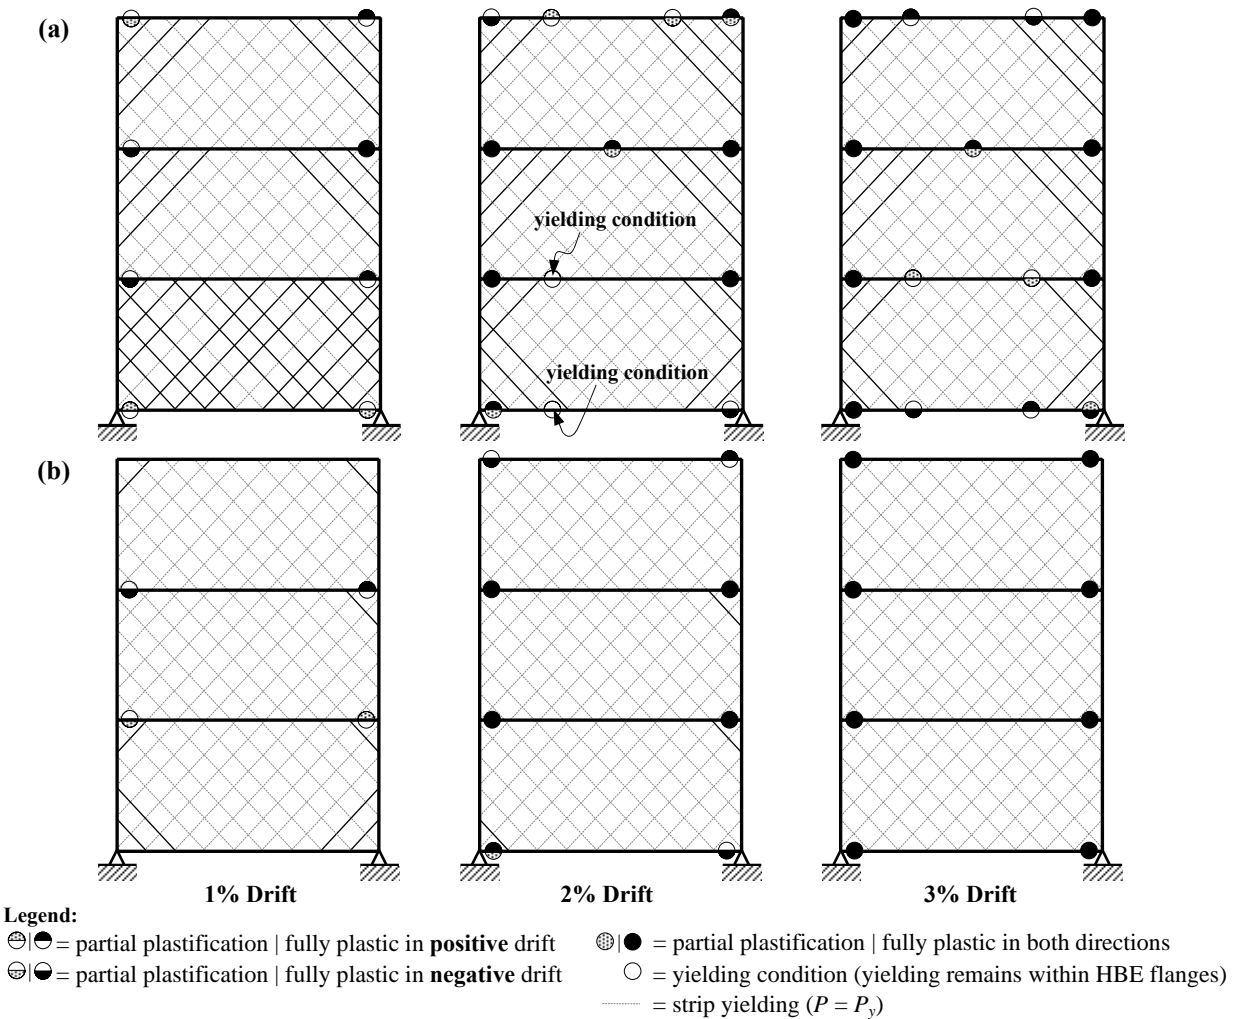 (a)
yielding condition
yielding condition
(b)
1% Drift
2% Drift
3% Drift
Legend:
| = partial plastification | fully plastic in positive drift
| = partial plastification | fully plastic in negative drift
| = partial plastification | fully plastic in both directions
= yielding condition (yielding remains within HBE flanges)
= strip yielding (P = Py)